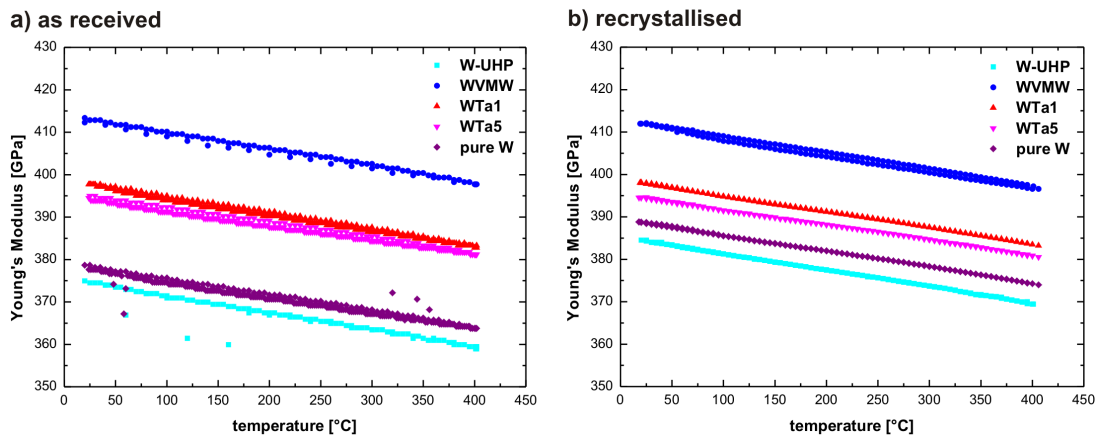 a) as received
430
420
410
400
390
380
370
360
350
Young's Modulus [GPa]
0 50 100 150 200 250 300 350 400 450
temperature [°C]
W-UHP
WVMW
WTa1
WTa5
pure W
b) recrystallised
430
420
410
400
390
380
370
360
350
Young's Modulus [GPa]
0 50 100 150 200 250 300 350 400 450
temperature [°C]
W-UHP
WVMW
WTa1
WTa5
pure W